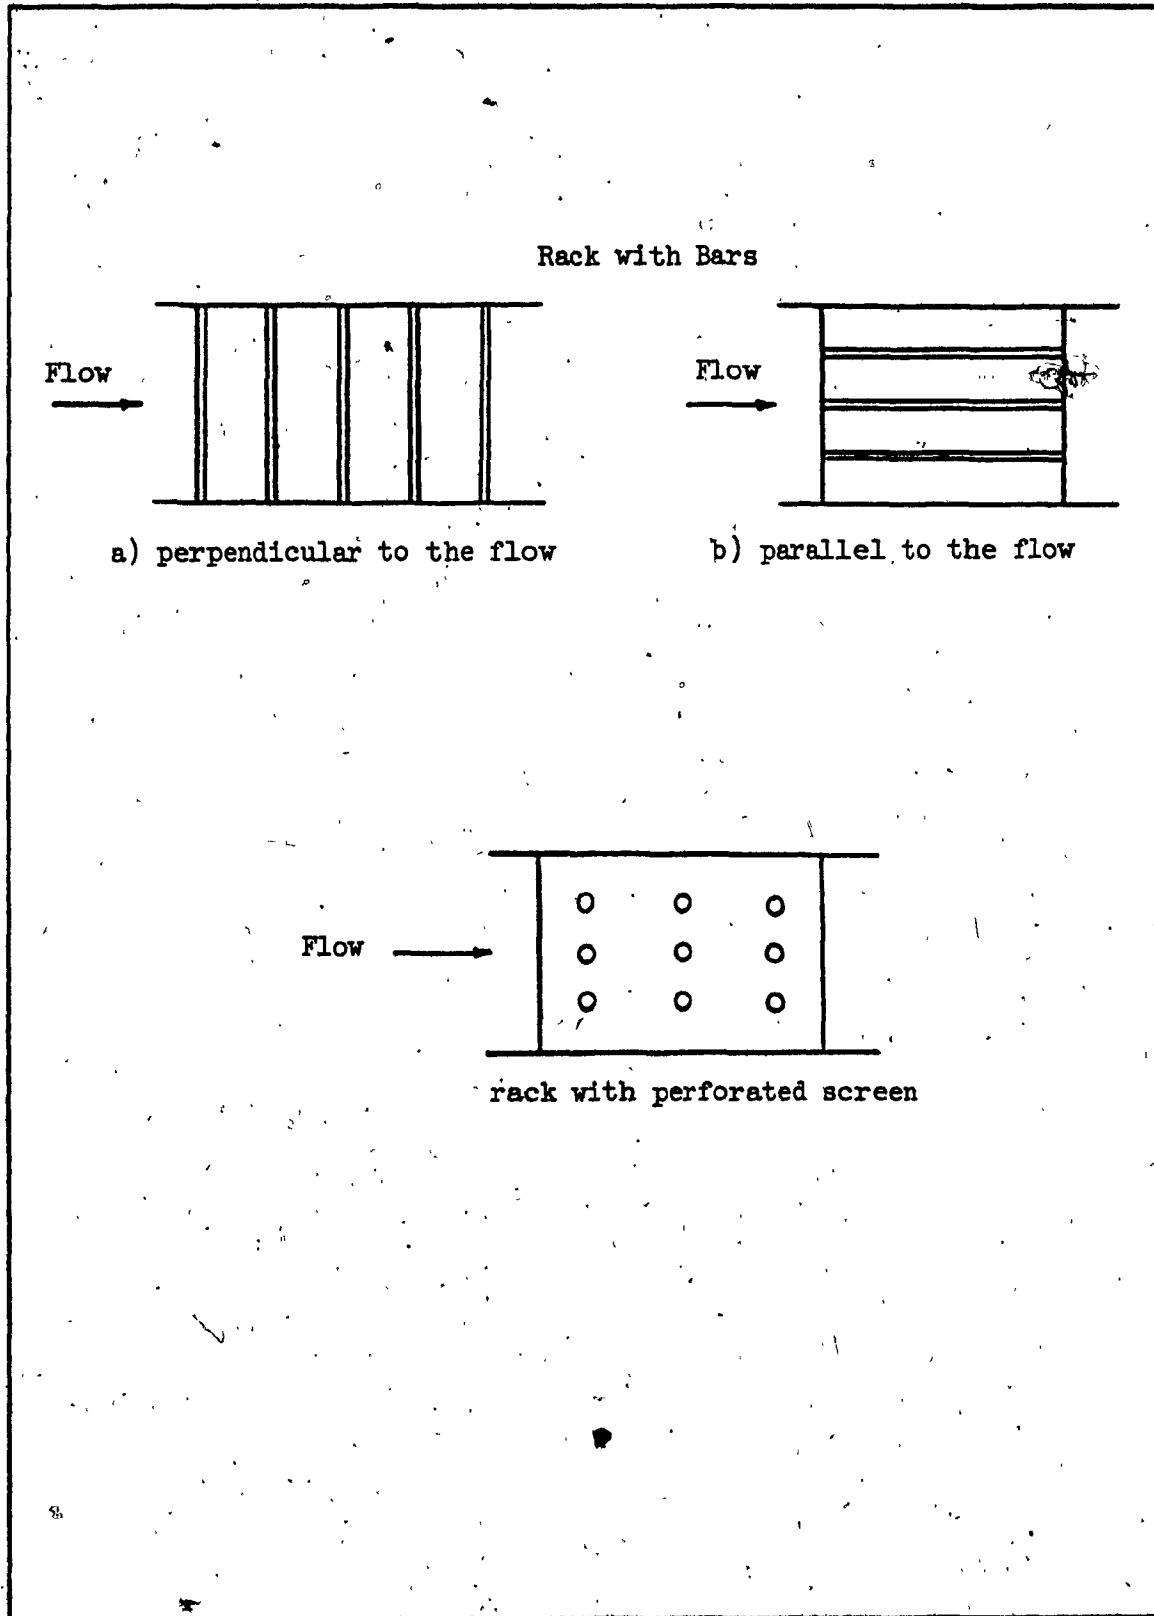 Rack with Bars
Flow
Flow
a) perpendicular to the flow
b) parallel to the flow
Flow
rack with perforated screen